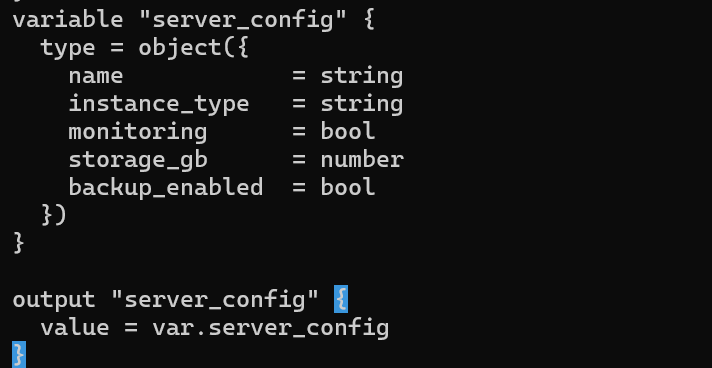 variable "server_config" {
  type = object({
    name            = string
    instance_type   = string
    monitoring      = bool
    storage_gb      = number
    backup_enabled  = bool
  })
}

output "server_config" {
  value = var.server_config
}